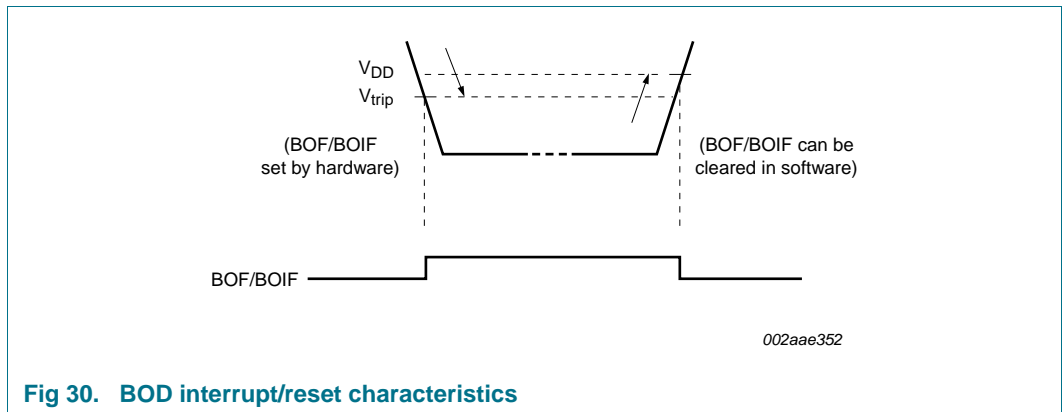 VDD
Vtrip
(BOF/BOIF
set by hardware)
(BOF/BOIF can be
cleared in software)
BOF/BOIF
002aae352
Fig 30. BOD interrupt/reset characteristics